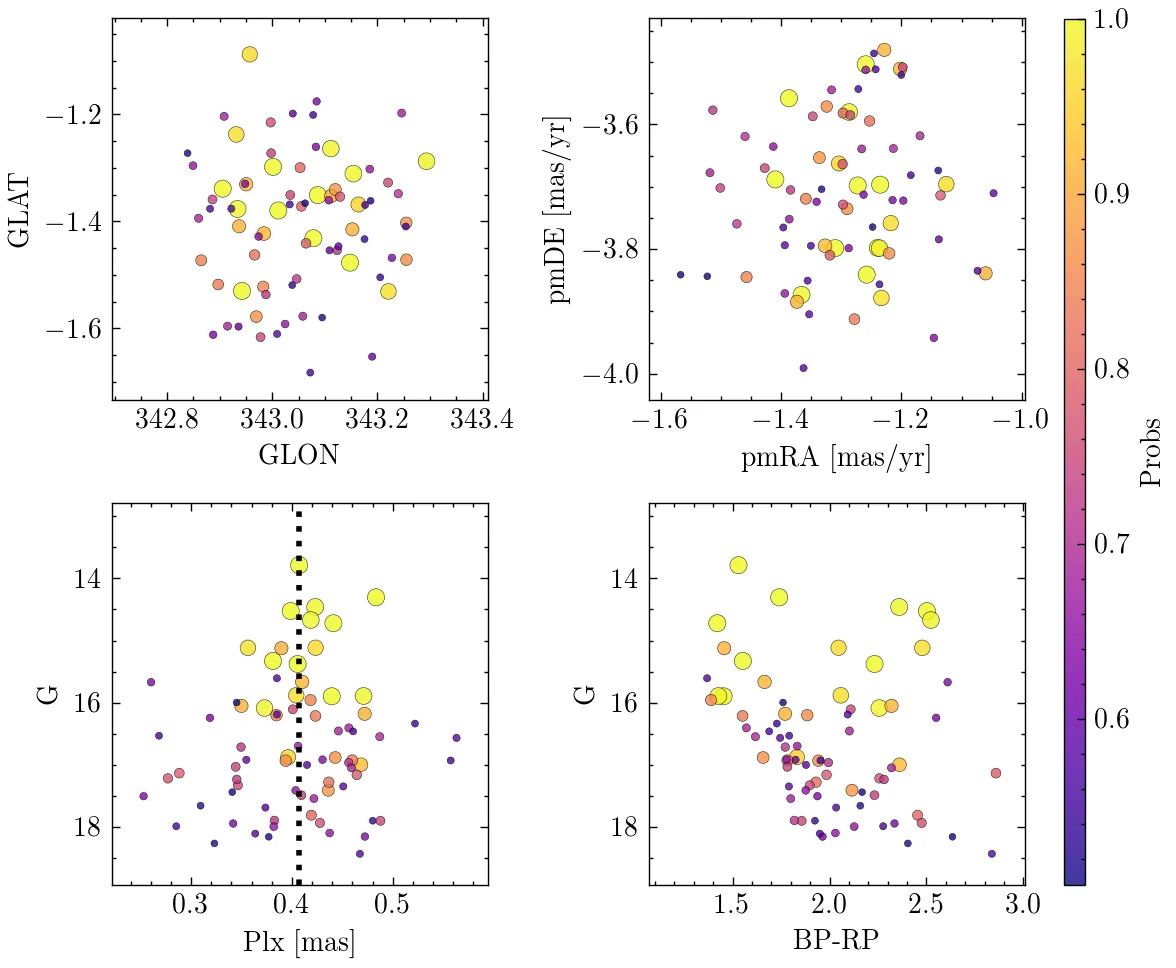 −1.2
−1.4
−1.6
GLAT
342.8 343.0 343.2 343.4
GLON
−3.6
−3.8
−4.0
pmDE [mas/yr]
−1.6 −1.4 −1.2 −1.0
pmRA [mas/yr]
14
16
18
G
0.3 0.4 0.5
Plx [mas]
14
16
18
G
1.5 2.0 2.5 3.0
BP-RP
1.0
0.9
0.8
0.7
0.6
Probs